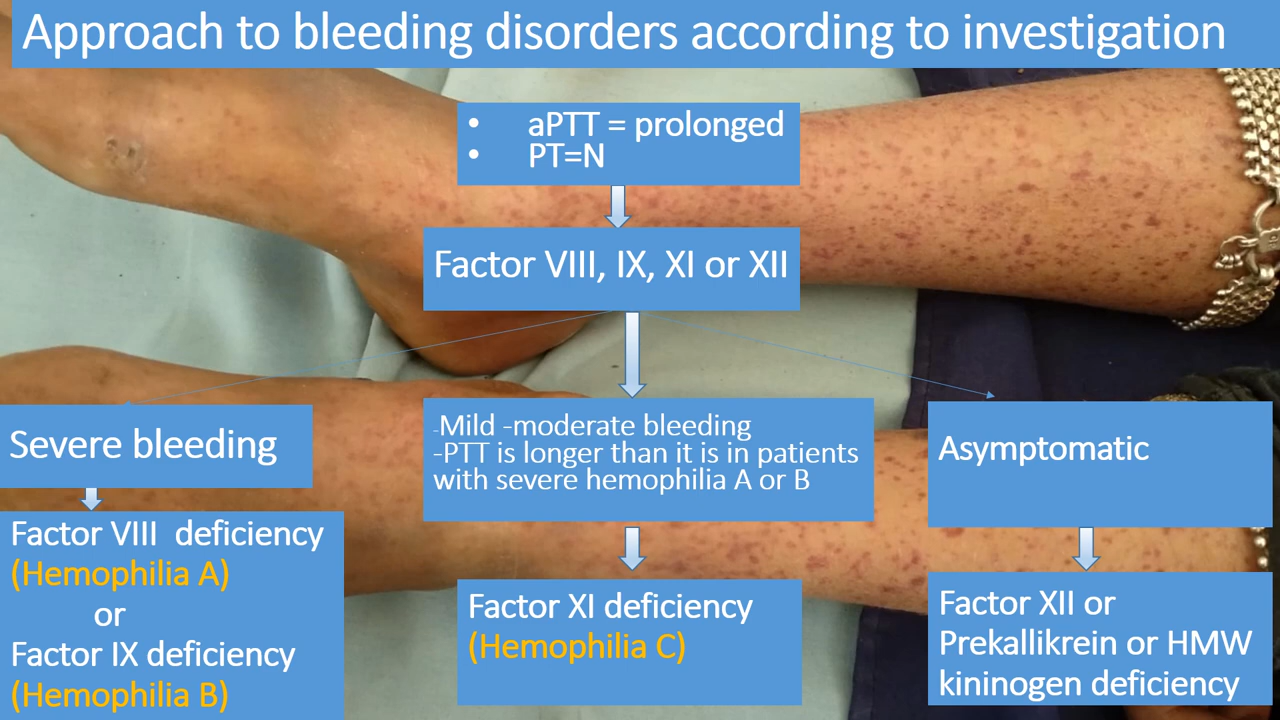 Approach to bleeding disorders according to investigation
• aPTT = prolonged
• PT=N
Factor VIII, IX, XI or XII
Severe bleeding
-Mild -moderate bleeding
-PTT is longer than it is in patients
with severe hemophilia A or B
Asymptomatic
Factor VIII deficiency
(Hemophilia A)
or
Factor IX deficiency
(Hemophilia B)
Factor XI deficiency
(Hemophilia C)
Factor XII or
Prekallikrein or HMW
kininogen deficiency